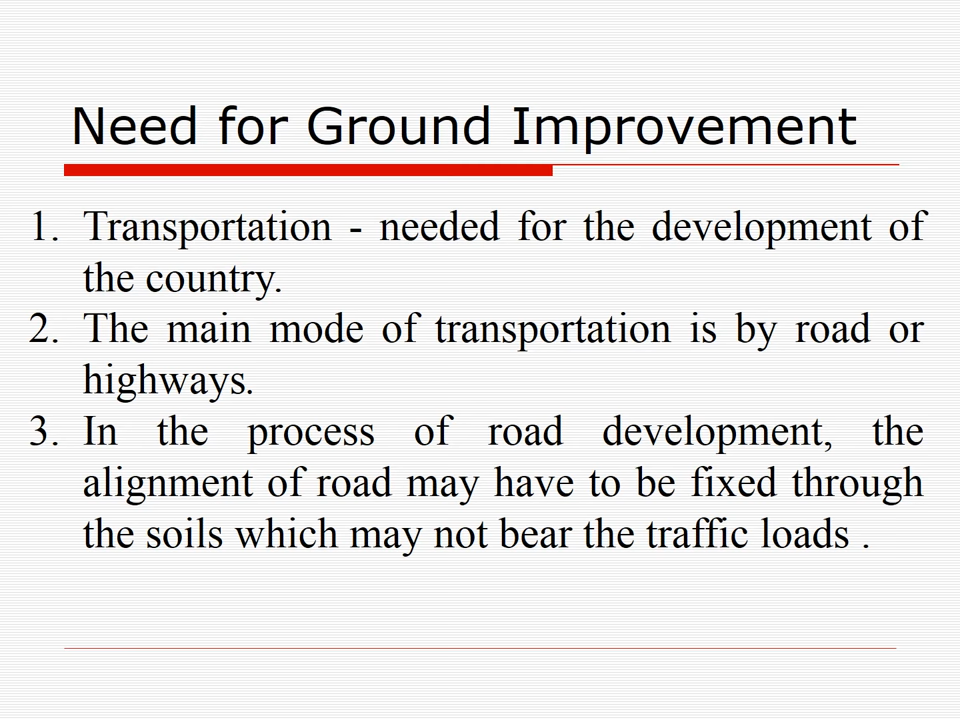 Need for Ground Improvement
1. Transportation - needed for the development of
the country.
2. The main mode of transportation is by road or
highways.
3. In the process of road development, the
alignment of road may have to be fixed through
the soils which may not bear the traffic loads .